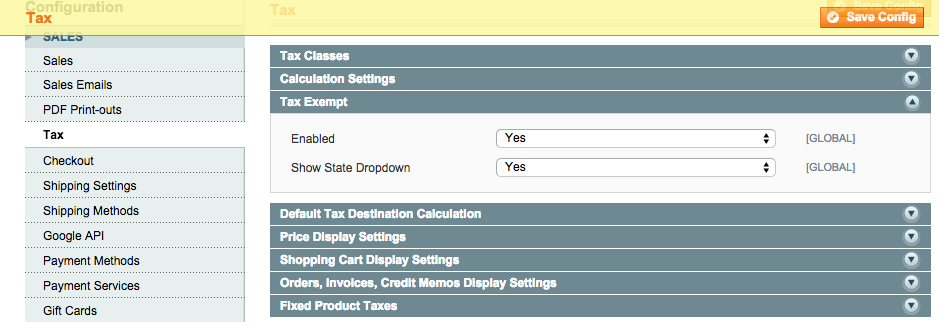 Configuration
Tax
Tax
Save Config
Save Config
SALES
Sales
Sales Emails
PDF Print-outs
Tax
Checkout
Shipping Settings
Shipping Methods
Google API
Payment Methods
Payment Services
Gift Cards
Tax Classes
Calculation Settings
Tax Exempt
Enabled Yes [GLOBAL]
Show State Dropdown Yes [GLOBAL]
Default Tax Destination Calculation
Price Display Settings
Shopping Cart Display Settings
Orders, Invoices, Credit Memos Display Settings
Fixed Product Taxes